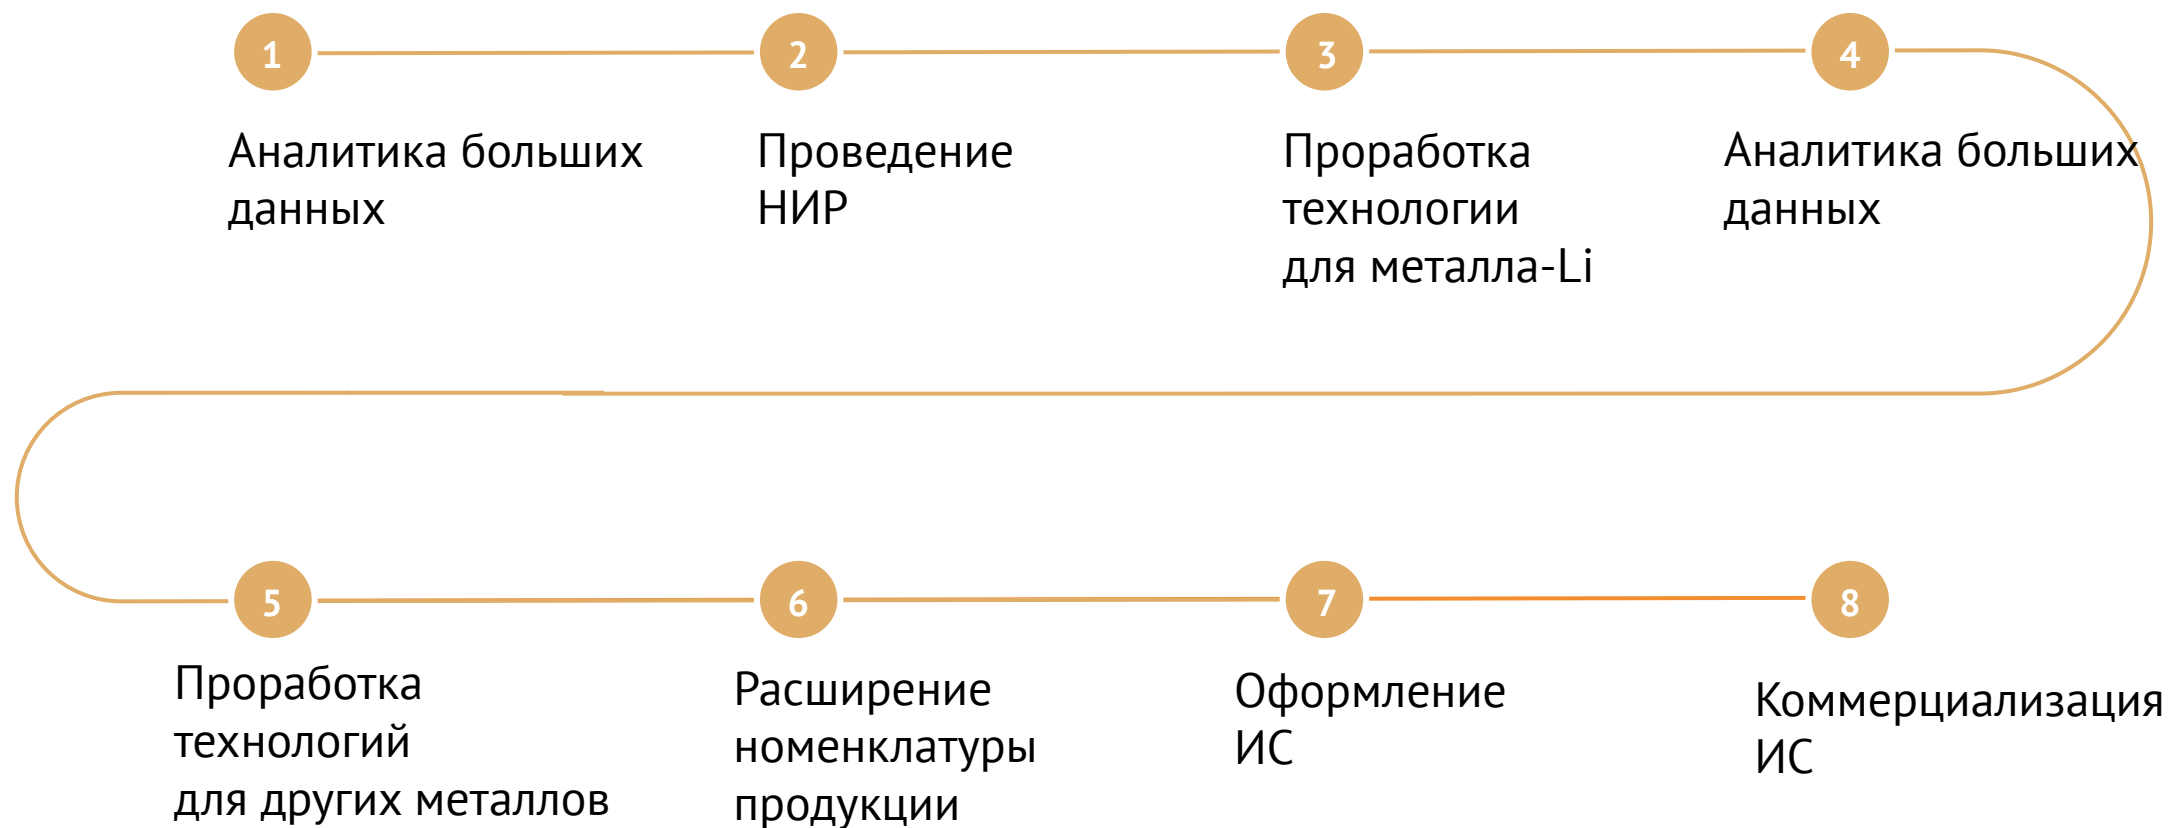 1
2
3
4
Аналитика больших
данных
Проведение
НИР
Проработка
технологии
для металла-Li
Аналитика больших
данных
5
6
7
8
Проработка
технологий
для других металлов
Расширение
номенклатуры
продукции
Оформление
ИС
Коммерциализация
ИС